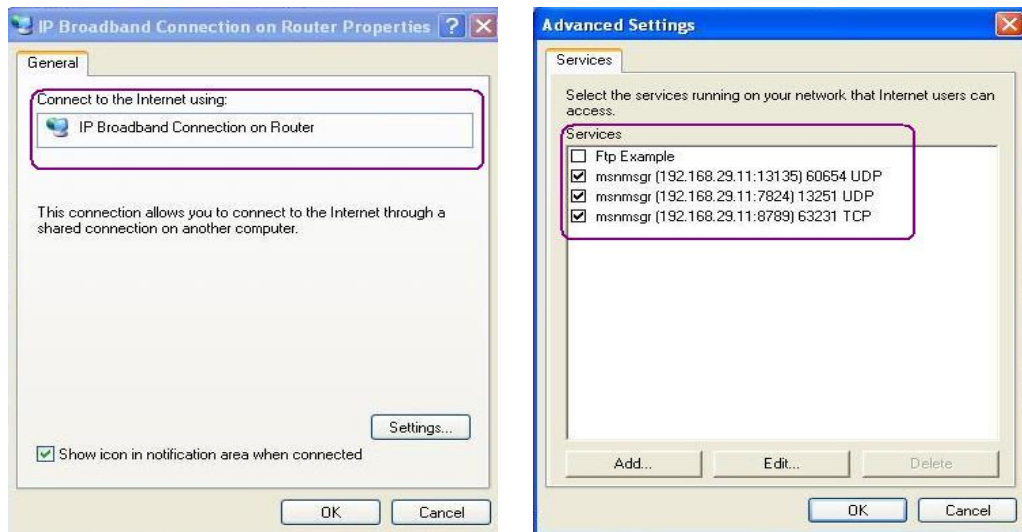 IP Broadband Connection on Router Properties
General
Connect to the Internet using:
IP Broadband Connection on Router
This connection allows you to connect to the Internet through a
shared connection on another computer.
Settings...
Show icon in notification area when connected
OK
Cancel
Advanced Settings
Services
Select the services running on your network that Internet users can
access.
Services
Ftp Example
msnmsgr (192.168.29.11:13135) 60654 UDP
msnmsgr (192.168.29.11:7824) 13251 UDP
msnmsgr (192.168.29.11:8789) 63231 TCP
Add...
Edit...
Delete
OK
Cancel